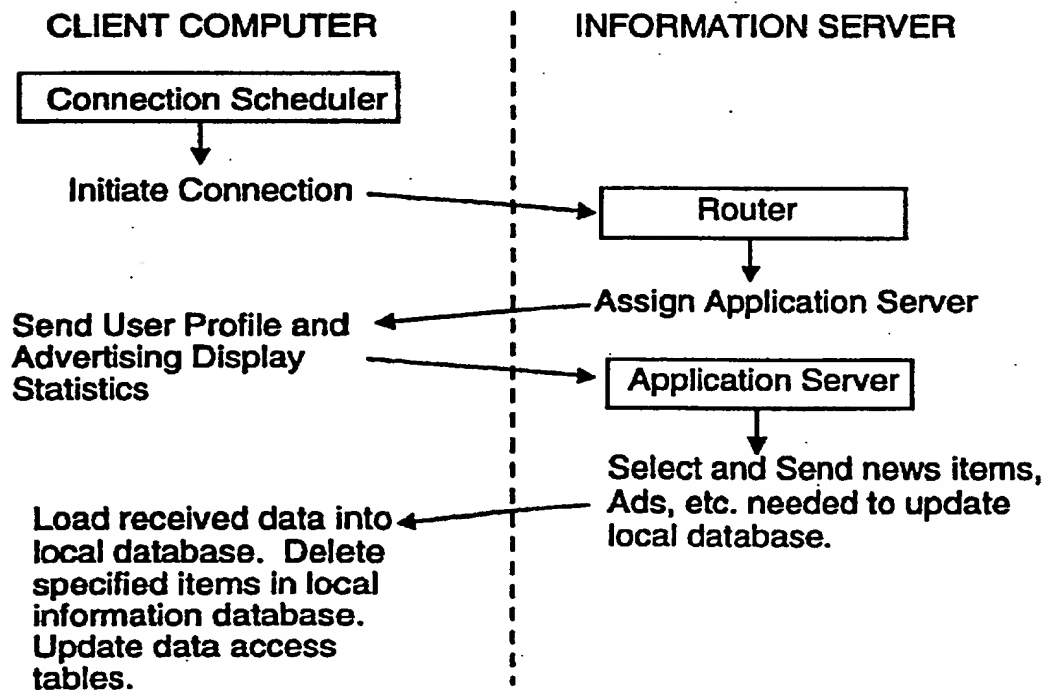 CLIENT COMPUTER
INFORMATION SERVER
Connection Scheduler
Initiate Connection
Router
Assign Application Server
Send User Profile and
Advertising Display
Statistics
Application Server
Select and Send news items,
Ads, etc. needed to update
local database.
Load received data into
local database. Delete
specified items in local
information database.
Update data access
tables.